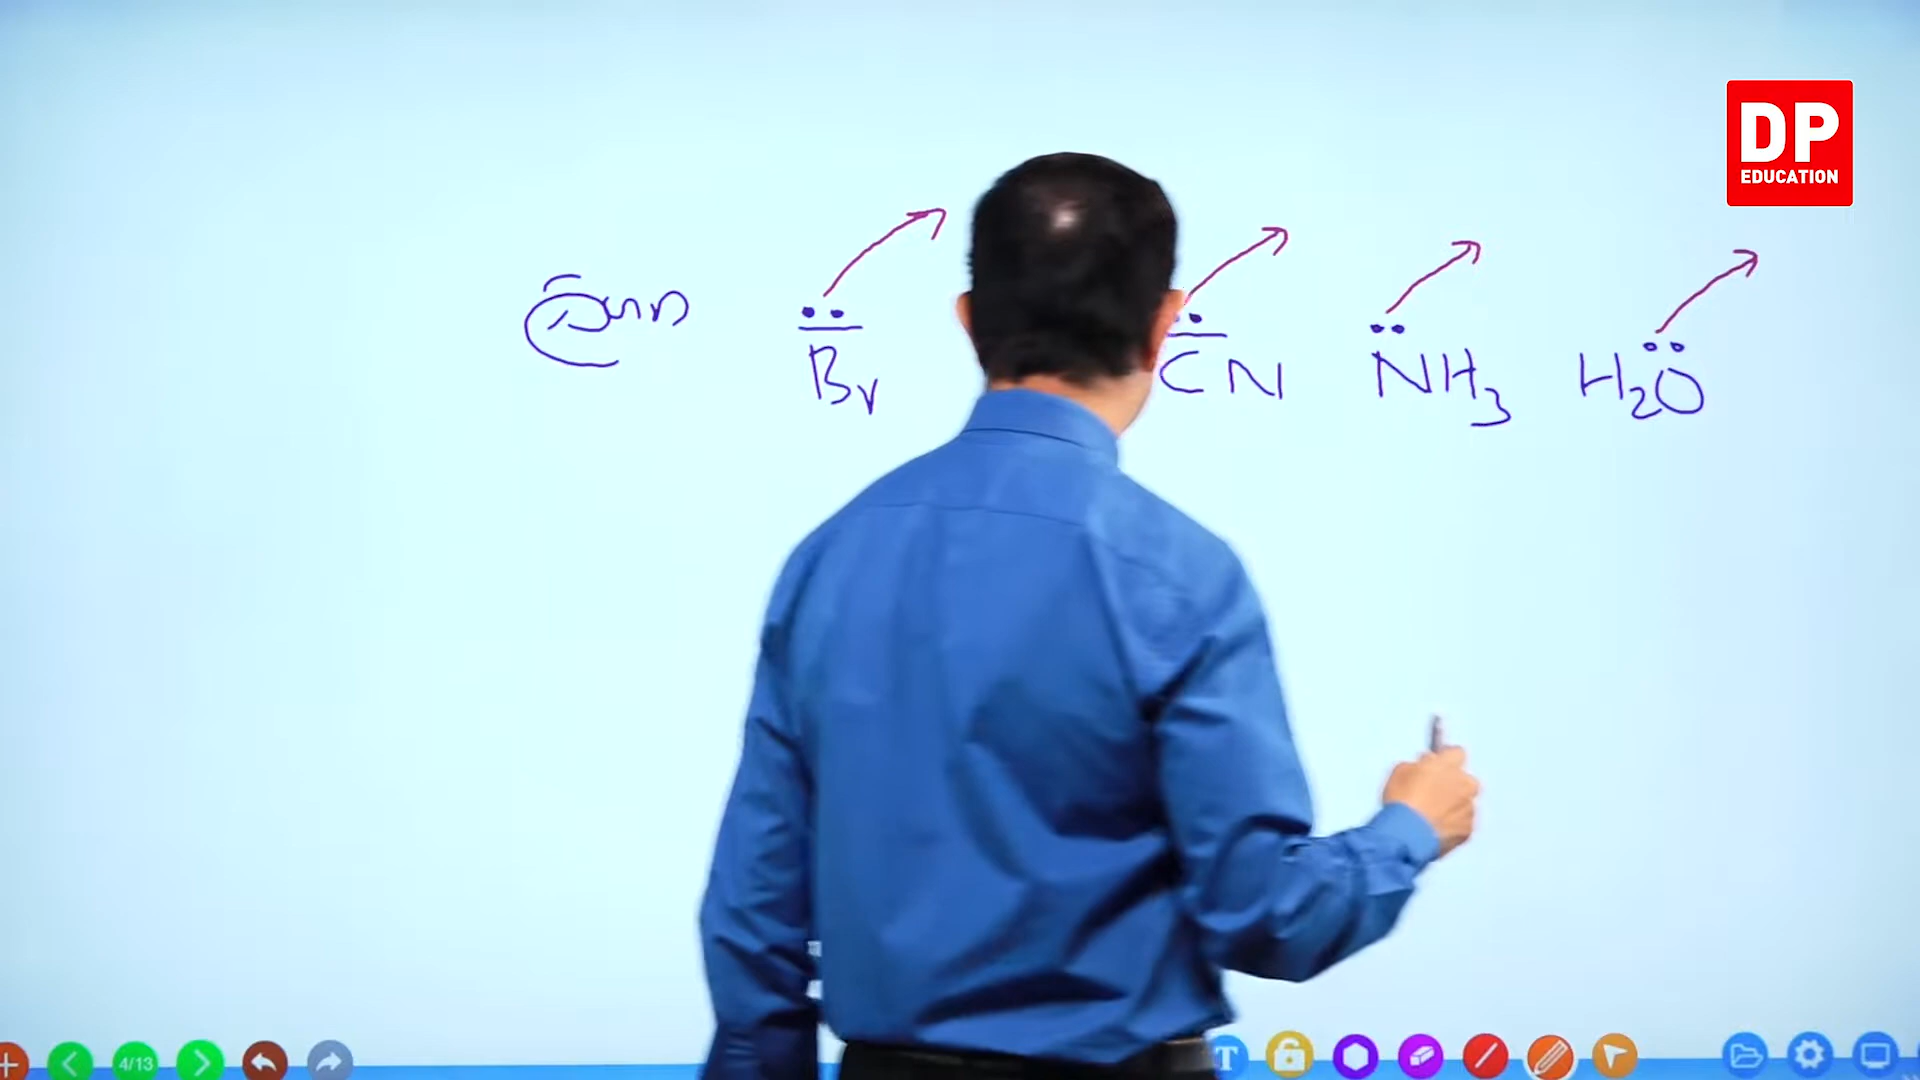 DP
EDUCATION
Br CN NH₃ H₂O
4/13
T